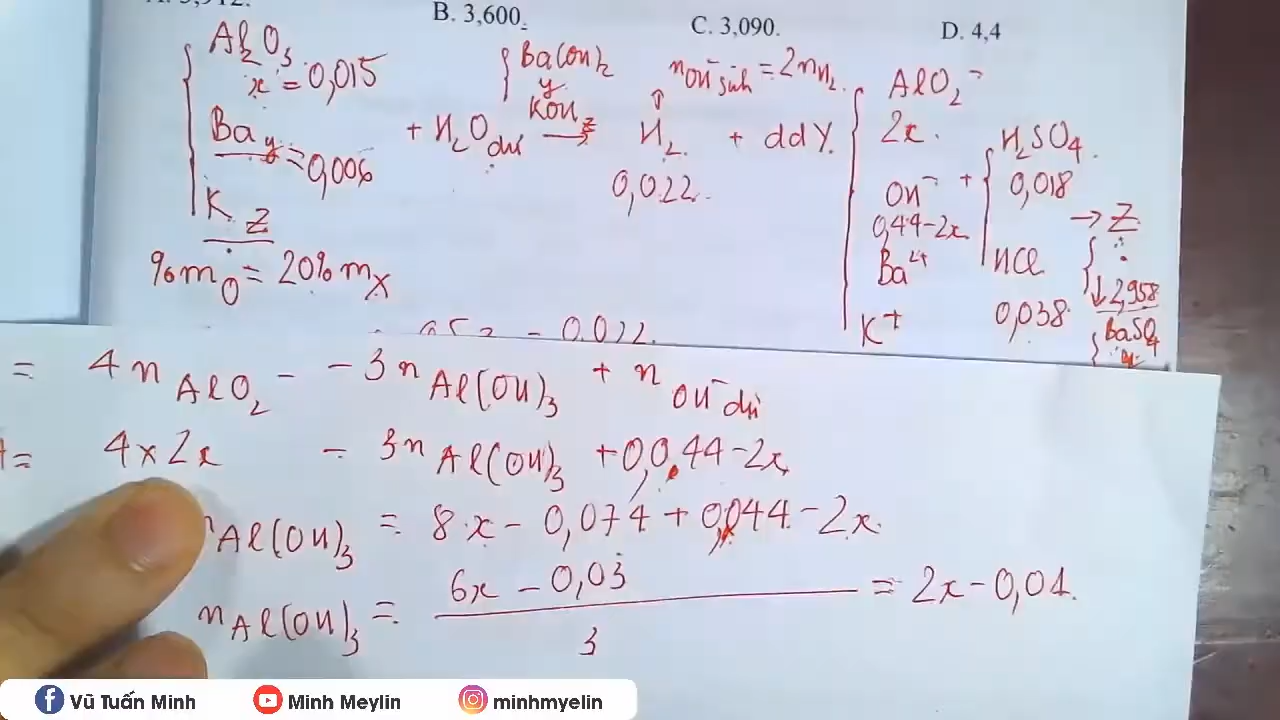 B. 3,600. C. 3,090. D. 4,4
Al2O3
x = 0,015
Ba y = 0,006
K z
%mO = 20% mX
+ H2O dư →
Ba(OH)2
y
KOH z
nOH⁻ sinh = 2nH2.
H2
0,022.
+ ddY
AlO2⁻
2x.
OH⁻
0,44-2x
Ba²⁺
K⁺
+
H2SO4.
0,018
HCl
0,038
→ Z
↓ 2,958
BaSO4
= 0,022.
= 4nAlO2⁻ - 3nAl(OH)3 + nOH⁻ dư
= 4×2x - 3nAl(OH)3 + 0,044-2x
nAl(OH)3 = 8x - 0,074 + 0,044 - 2x.
nAl(OH)3 = (6x - 0,03)/3 = 2x - 0,01.
Vũ Tuấn Minh Minh Meylin minhmyelin